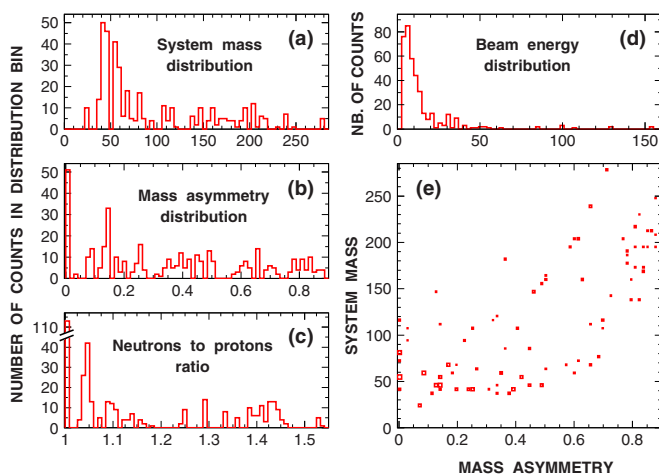 NUMBER OF COUNTS IN DISTRIBUTION BIN
50
40
30
20
10
0
(a)
System mass
distribution
0 50 100 150 200 250
50
40
30
20
10
0
(b)
Mass asymmetry
distribution
0 0.2 0.4 0.6 0.8
110
40
30
20
10
0
(c)
Neutrons to protons
ratio
1 1.1 1.2 1.3 1.4 1.5
NB. OF COUNTS
80
60
40
20
0
(d)
Beam energy
distribution
0 50 100 150
SYSTEM MASS
250
200
150
100
50
0
(e)
0 0.2 0.4 0.6 0.8
MASS ASYMMETRY